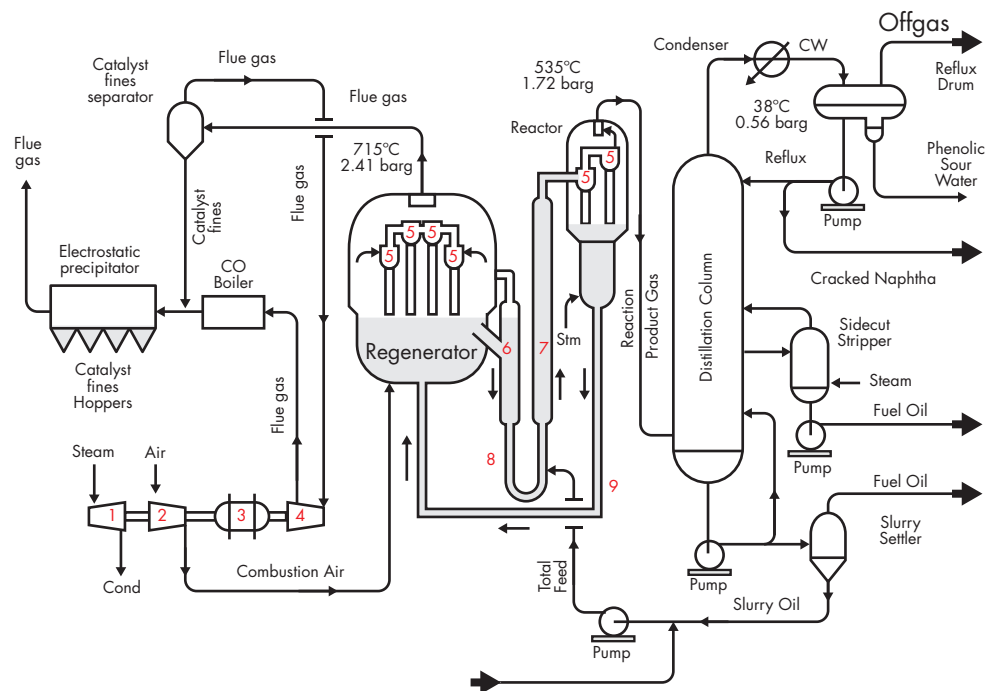 Offgas
Flue gas
Condenser
CW
Catalyst
fines
separator
535ºC
1.72 barg
Reflux
Drum
Flue gas
38ºC
0.56 barg
Reactor
Flue
gas
715ºC
2.41 barg
5
5
Reflux
Phenolic
Sour
Water
Flue gas
Catalyst
fines
Pump
5
5
5
5
Electrostatic
precipitator
CO
Boiler
Cracked Naphtha
Reaction
Product Gas
Distillation Column
Sidecut
Stripper
Regenerator
6
7
Stm
Catalyst
fines
Hoppers
Steam
Flue gas
Fuel Oil
Pump
Steam
Air
8
9
Fuel Oil
1
2
3
4
Slurry
Settler
Combustion Air
Cond
Total
Feed
Pump
Slurry Oil
Pump